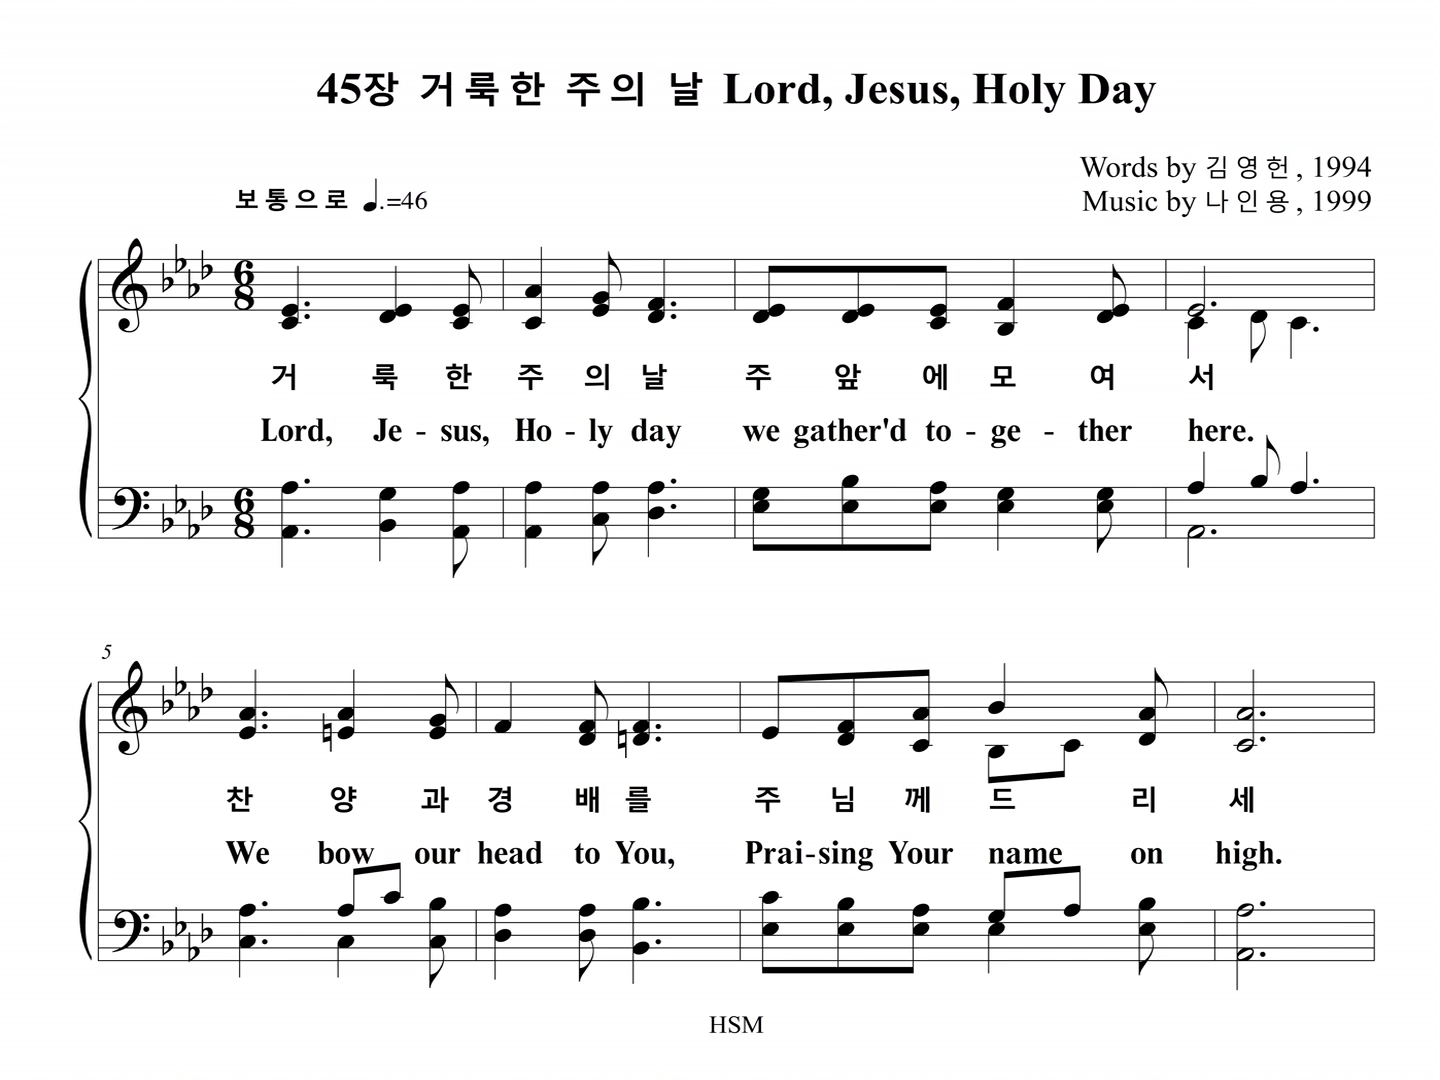 45장 거룩한 주의 날 Lord, Jesus, Holy Day
Words by 김영헌, 1994
Music by 나인용, 1999
보통으로 ♩.=46
6 8
거 룩 한 주 의 날 주 앞 에 모 여 서
Lord, Je - sus, Ho - ly day we gather'd to - ge - ther here.
6 8
5
찬 양 과 경 배 를 주 님 께 드 리 세
We bow our head to You, Prai-sing Your name on high.
HSM